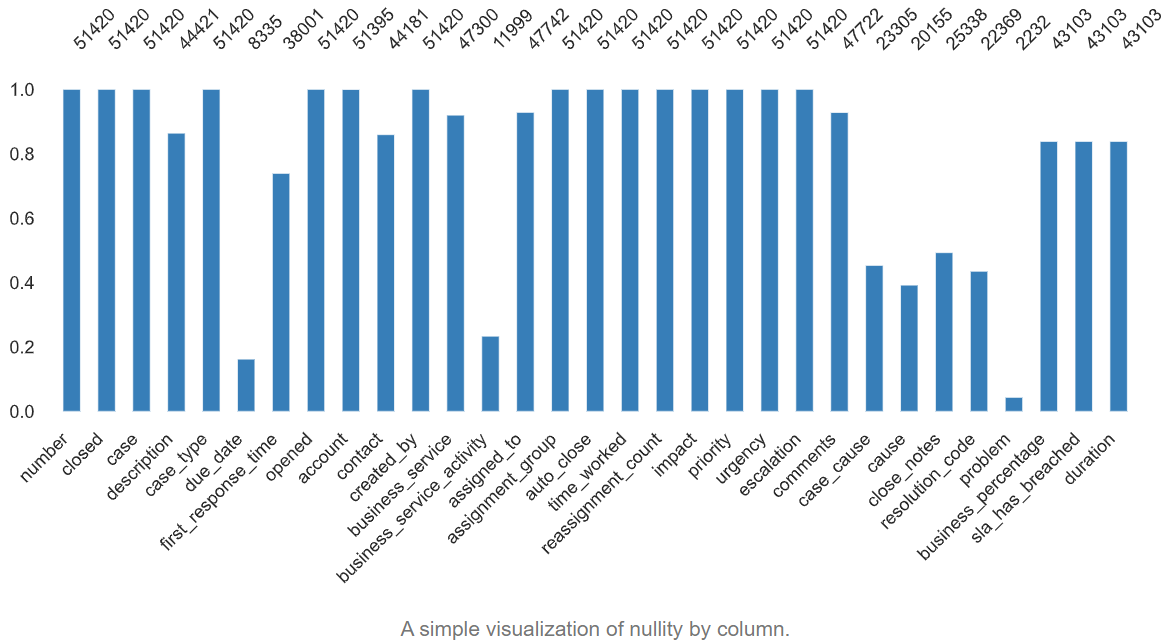 51420
51420
51420
44421
51420
8335
38001
51420
51395
44181
51420
47300
11999
47742
51420
51420
51420
51420
51420
51420
51420
51420
47722
23305
20155
25338
22369
2232
43103
43103
43103
1.0
0.8
0.6
0.4
0.2
0.0
number
closed
case
description
case_type
due_date
first_response_time
opened
account
contact
created_by
business_service
business_service_activity
assigned_to
assignment_group
auto_close
time_worked
reassignment_count
impact
priority
urgency
escalation
comments
case_cause
cause
close_notes
resolution_code
problem
business_percentage
sla_has_breached
duration
A simple visualization of nullity by column.